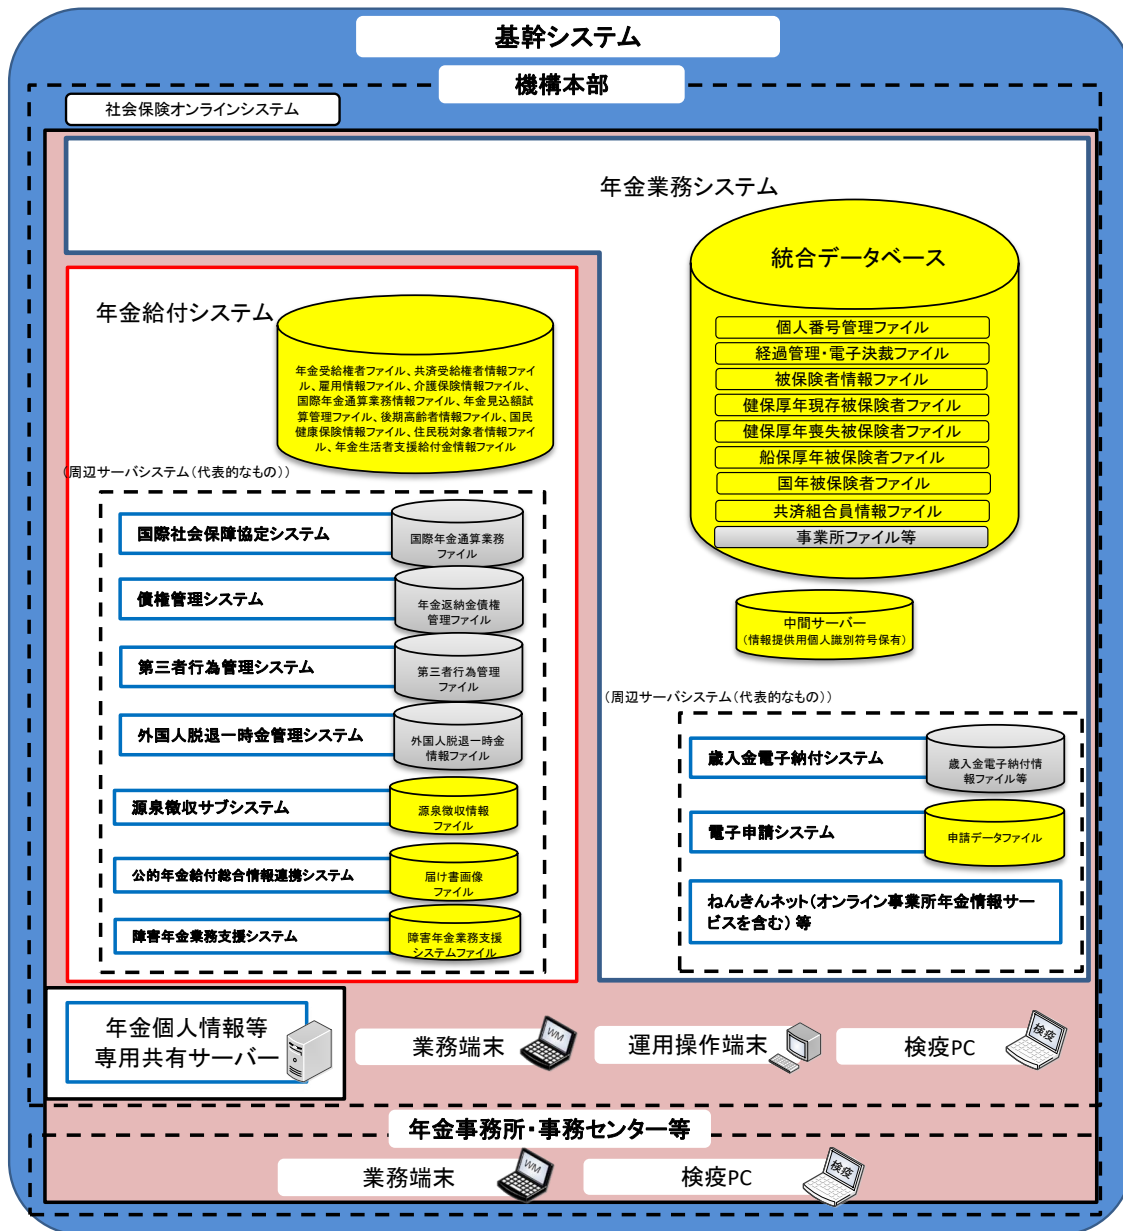 基幹システム
機構本部
社会保険オンラインシステム
年金業務システム
統合データベース
個人番号管理ファイル
経過管理・電子決裁ファイル
被保険者情報ファイル
健保厚年現存被保険者ファイル
健保厚年喪失被保険者ファイル
船保厚年被保険者ファイル
国年被保険者ファイル
共済組合員情報ファイル
事業所ファイル等
中間サーバー
(情報提供用個人識別符号保有)
(周辺サーバシステム(代表的なもの))
歳入金電子納付システム
歳入金電子納付情
報ファイル等
電子申請システム
申請データファイル
ねんきんネット(オンライン事業所年金情報サー
ビスを含む) 等
年金給付システム
年金受給権者ファイル、共済受給権者情報ファイ
ル、雇用情報ファイル、介護保険情報ファイル、
国際年金通算業務情報ファイル、年金見込額試
算管理ファイル、後期高齢者情報ファイル、国民
健康保険情報ファイル、住民税対象者情報ファイ
ル、年金生活者支援給付金情報ファイル
(周辺サーバシステム(代表的なもの))
国際社会保障協定システム
国際年金通算業務
ファイル
債権管理システム
年金返納金債権
管理ファイル
第三者行為管理システム
第三者行為管理
ファイル
外国人脱退一時金管理システム
外国人脱退一時金
情報ファイル
源泉徴収サブシステム
源泉徴収情報
ファイル
公的年金給付総合情報連携システム
届け書画像
ファイル
障害年金業務支援システム
障害年金業務支援
システムファイル
年金個人情報等
専用共有サーバー
業務端末
WM
運用操作端末
検疫PC
検疫
年金事務所・事務センター等
業務端末
WM
検疫PC
検疫